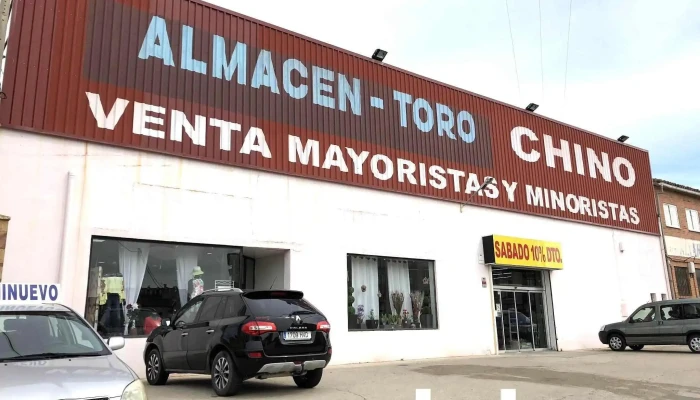 ALMACEN - TORO
CHINO
VENTA MAYORISTAS Y MINORISTAS
SABADO 10% DTO.
INUEVO